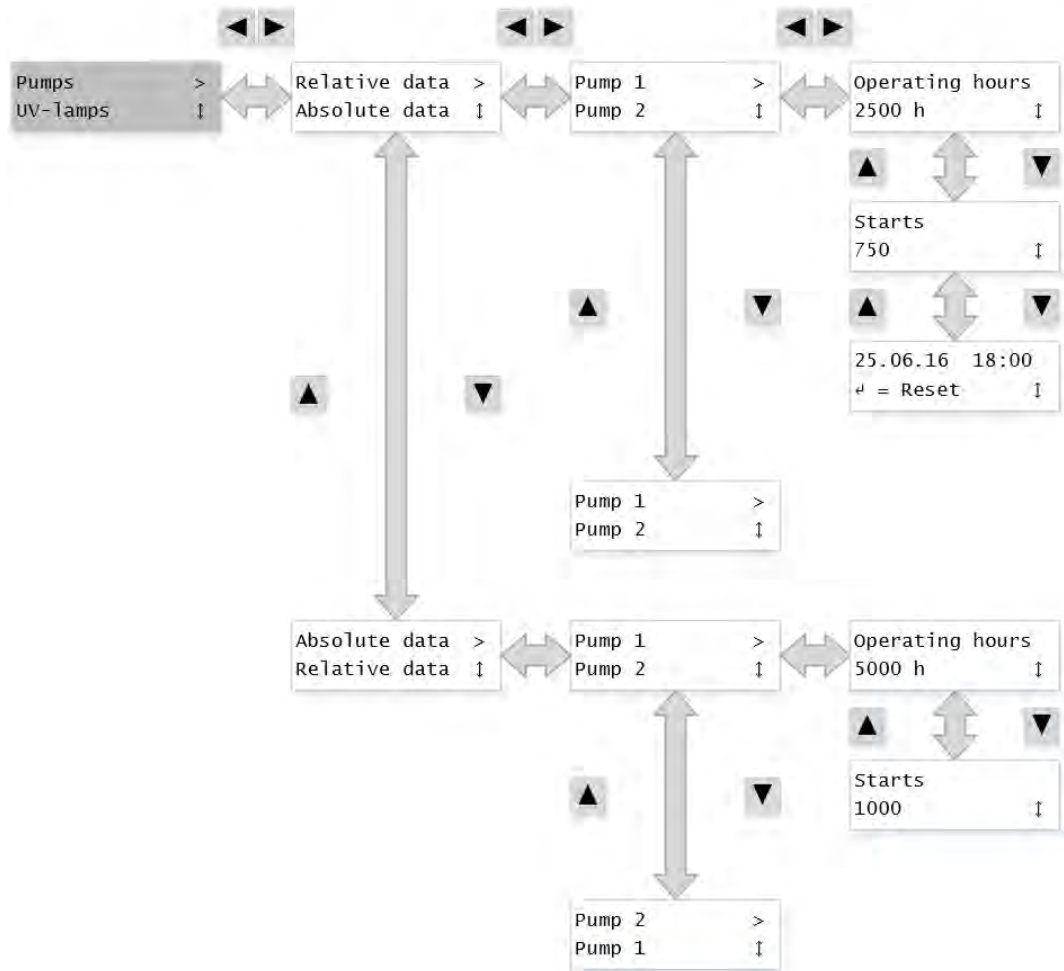 Pumps >
UV-lamps ↕
Relative data >
Absolute data ↕
Pump 1 >
Pump 2 ↕
Operating hours
2500 h ↕
Starts
750 ↕
25.06.16 18:00
↵ = Reset ↕
Pump 1 >
Pump 2 ↕
Absolute data >
Relative data ↕
Pump 1 >
Pump 2 ↕
Operating hours
5000 h ↕
Starts
1000 ↕
Pump 2 >
Pump 1 ↕